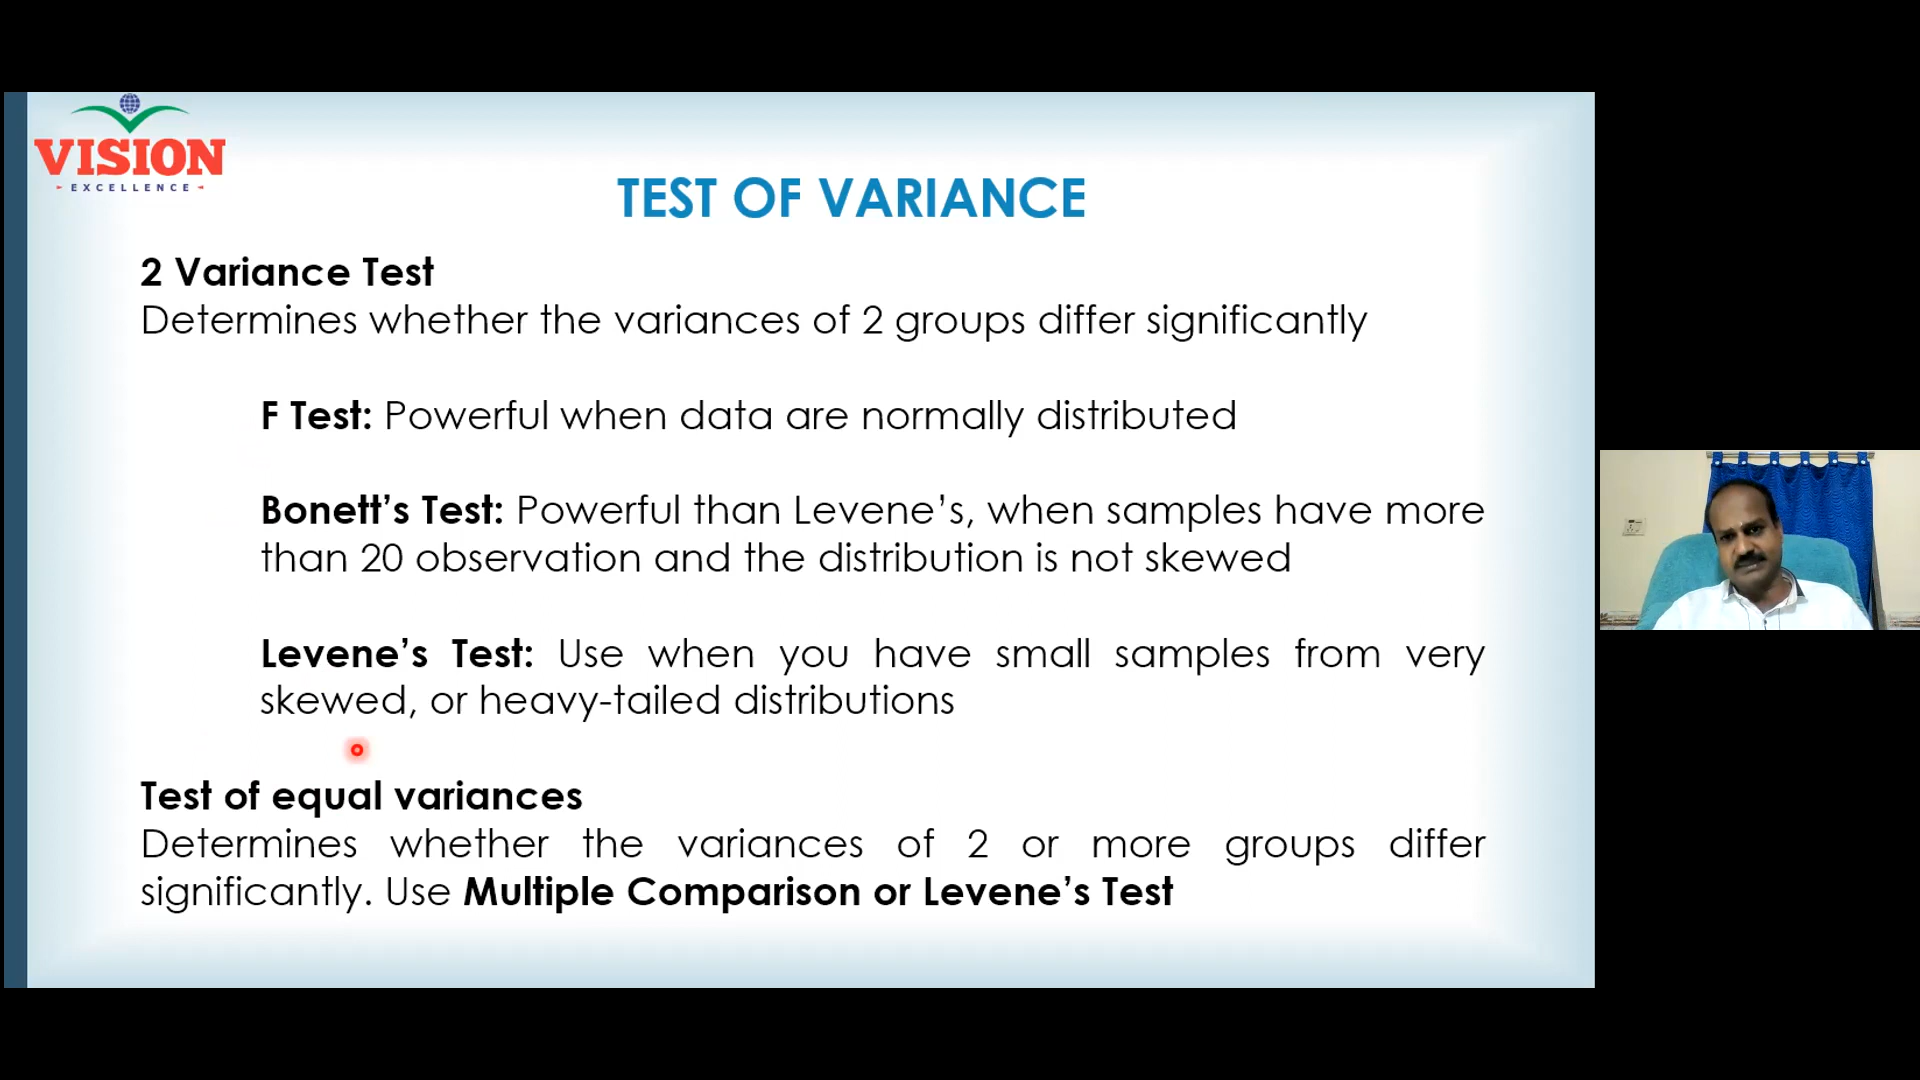 VISION
EXCELLENCE
TEST OF VARIANCE
2 Variance Test
Determines whether the variances of 2 groups differ significantly
F Test: Powerful when data are normally distributed
Bonett’s Test: Powerful than Levene’s, when samples have more
than 20 observation and the distribution is not skewed
Levene’s Test: Use when you have small samples from very
skewed, or heavy-tailed distributions
Test of equal variances
Determines whether the variances of 2 or more groups differ
significantly. Use Multiple Comparison or Levene’s Test